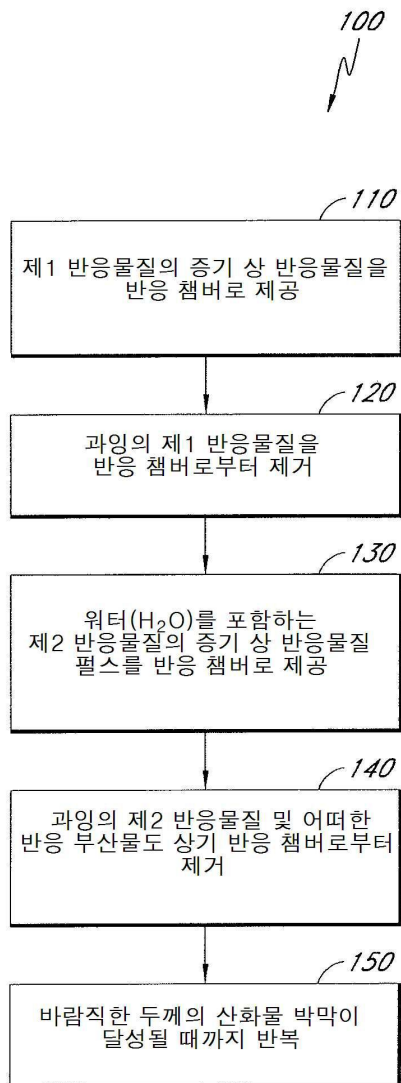 100
110
제1 반응물질의 증기 상 반응물질을
반응 챔버로 제공
120
과잉의 제1 반응물질을
반응 챔버로부터 제거
130
워터(H₂O)를 포함하는
제2 반응물질의 증기 상 반응물질
펄스를 반응 챔버로 제공
140
과잉의 제2 반응물질 및 어떠한
반응 부산물도 상기 반응 챔버로부터
제거
150
바람직한 두께의 산화물 박막이
달성될 때까지 반복